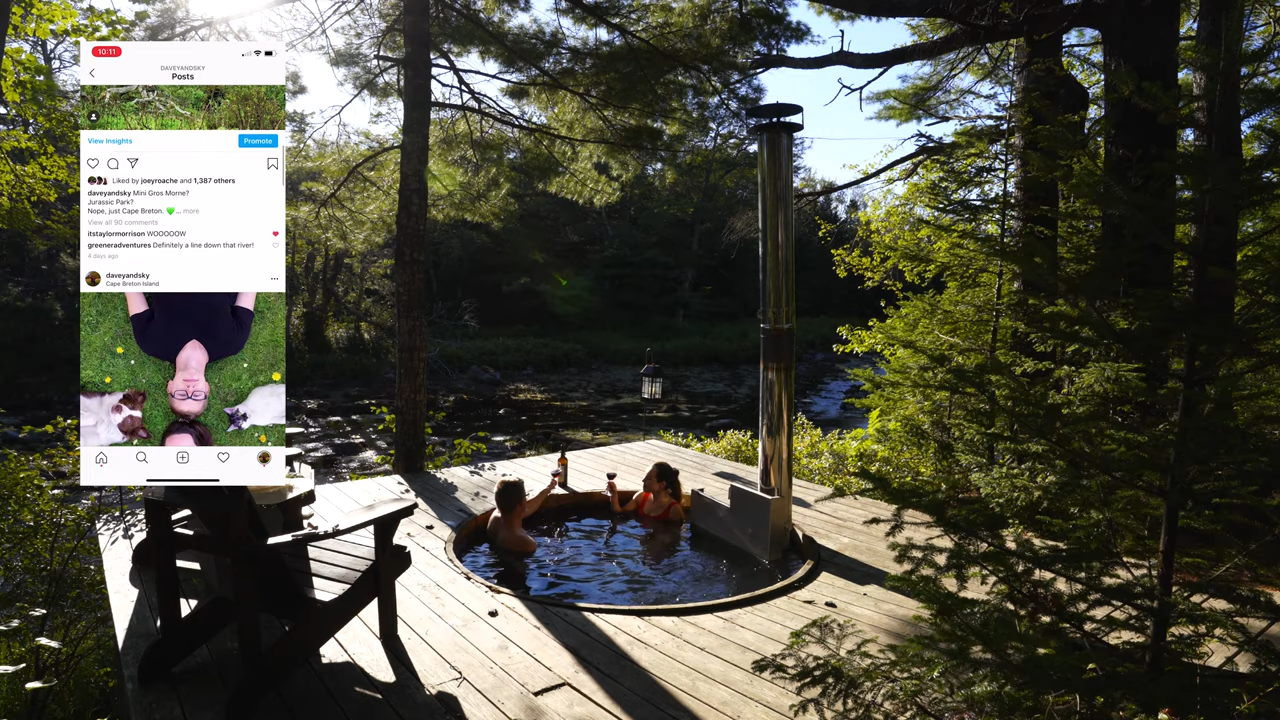 10:11
DAVEYANDSKY
Posts
View Insights
Promote
Liked by joeyroache and 1,387 others
daveyandsky Mini Gros Morne?
Jurassic Park?
Nope, just Cape Breton. 💚 ... more
View all 90 comments
itstaylormorrison WOOOOOW
greeneradventures Definitely a line down that river!
4 days ago
daveyandsky
Cape Breton Island